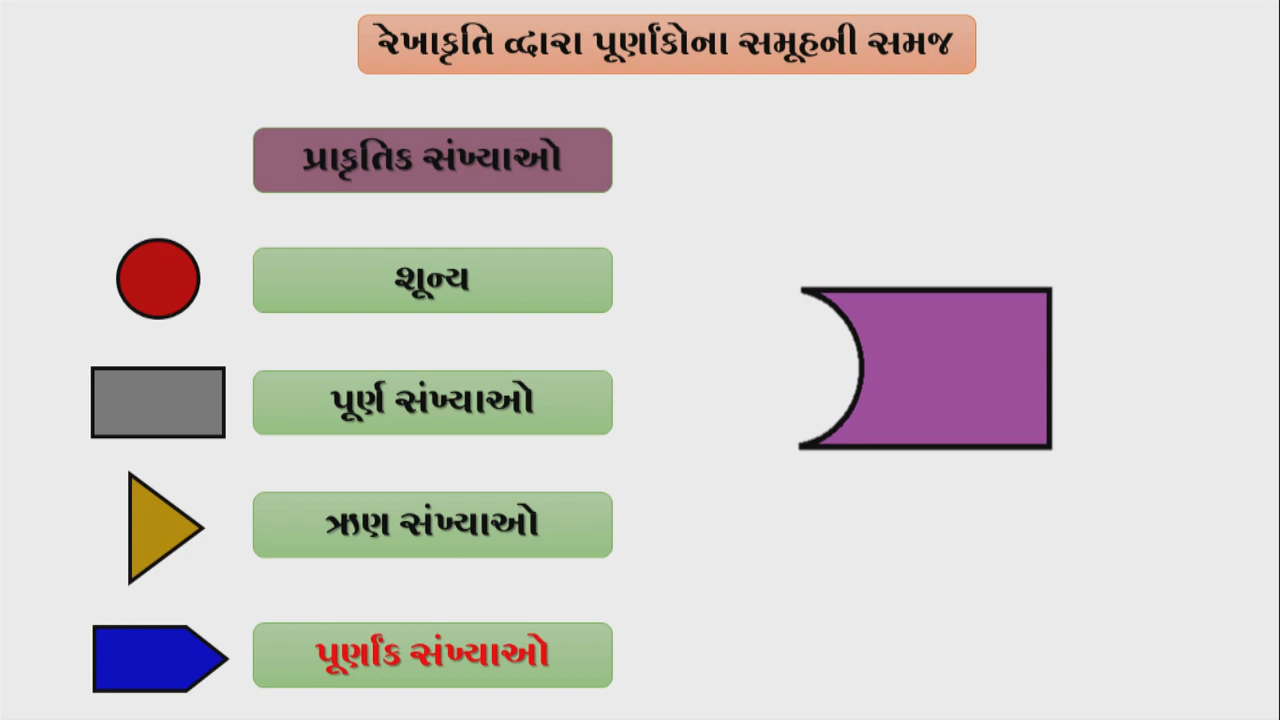 રેખાકૃતિ વ્દારા પૂર્ણાંકોના સમૂહની સમજ
પ્રાકૃતિક સંખ્યાઓ
શૂન્ય
પૂર્ણ સંખ્યાઓ
ઋણ સંખ્યાઓ
પૂર્ણાંક સંખ્યાઓ